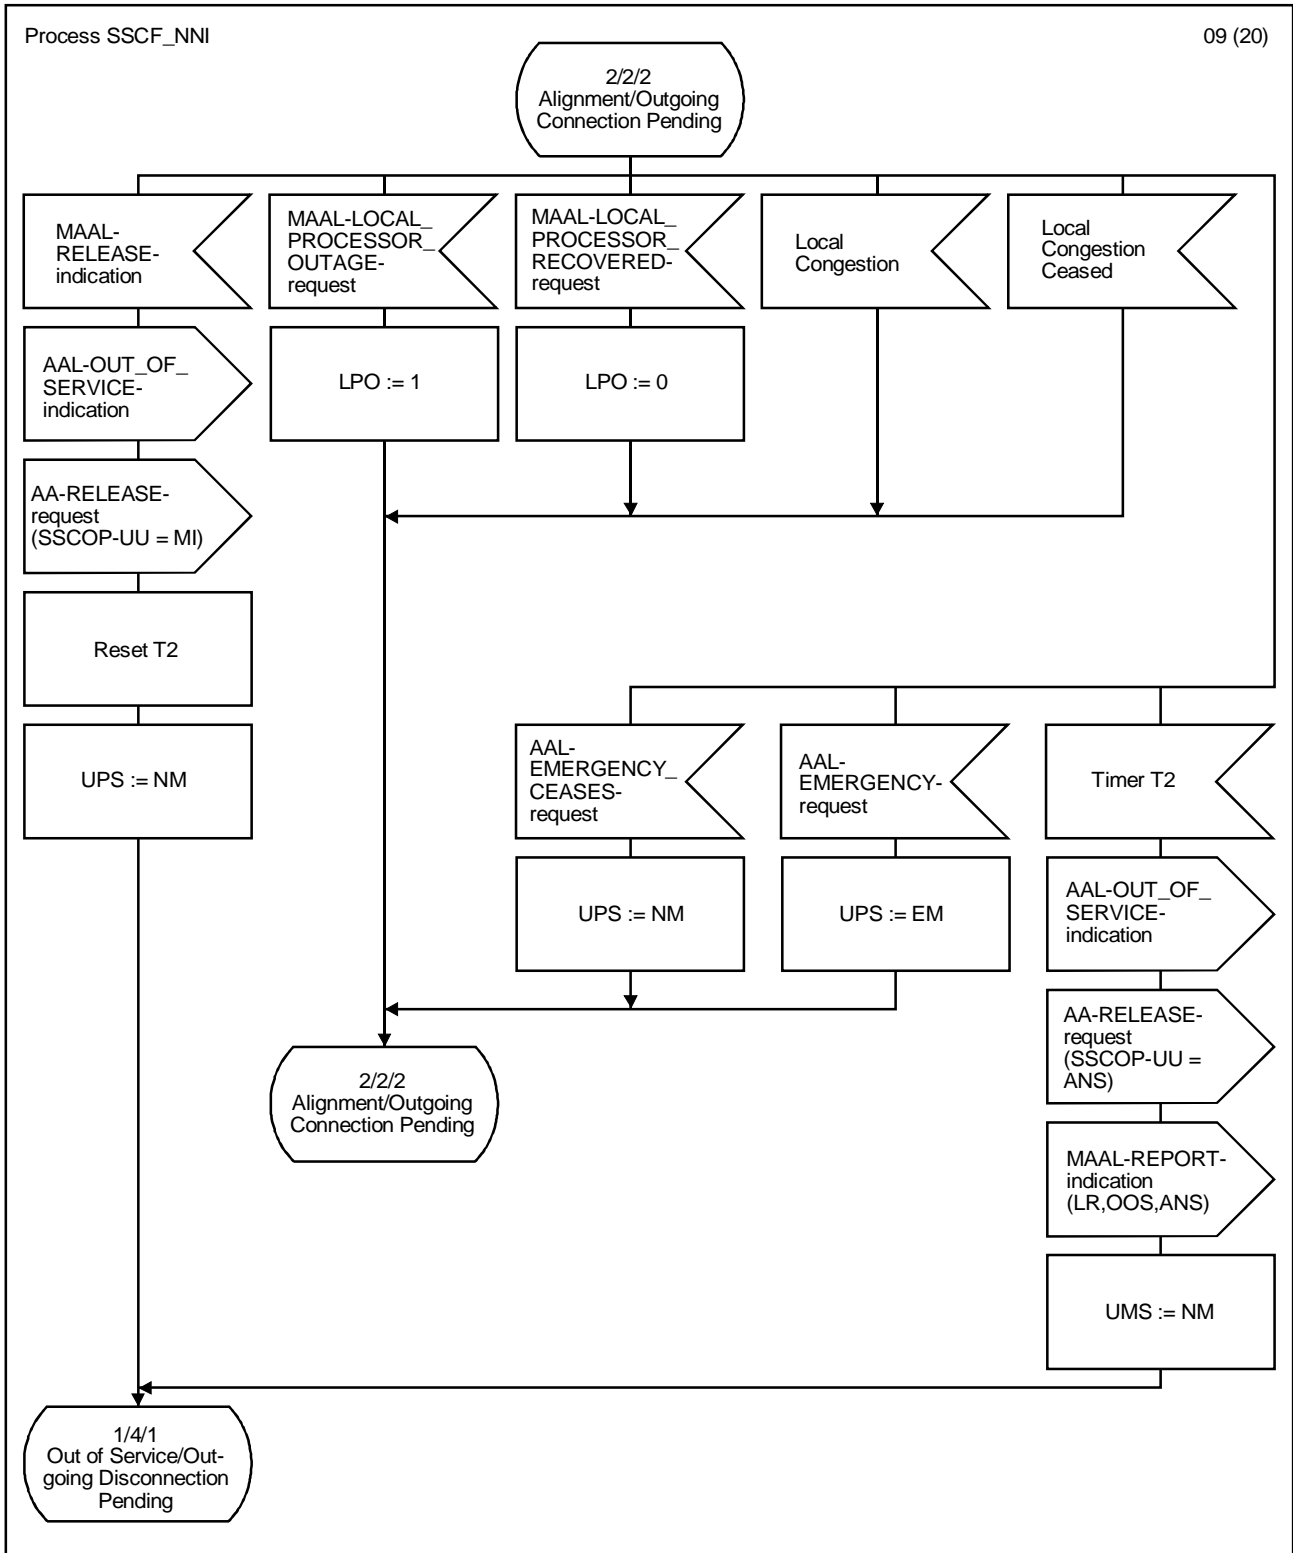 Process SSCF_NNI
09 (20)
2/2/2
Alignment/Outgoing
Connection Pending
MAAL-
RELEASE-
indication
MAAL-LOCAL_
PROCESSOR_
OUTAGE-
request
MAAL-LOCAL_
PROCESSOR_
RECOVERED-
request
Local
Congestion
Local
Congestion
Ceased
AAL-OUT_OF_
SERVICE-
indication
LPO := 1
LPO := 0
AA-RELEASE-
request
(SSCOP-UU = MI)
Reset T2
UPS := NM
AAL-
EMERGENCY_
CEASES-
request
AAL-
EMERGENCY-
request
Timer T2
UPS := NM
UPS := EM
AAL-OUT_OF_
SERVICE-
indication
AA-RELEASE-
request
(SSCOP-UU =
ANS)
2/2/2
Alignment/Outgoing
Connection Pending
MAAL-REPORT-
indication
(LR,OOS,ANS)
UMS := NM
1/4/1
Out of Service/Out-
going Disconnection
Pending